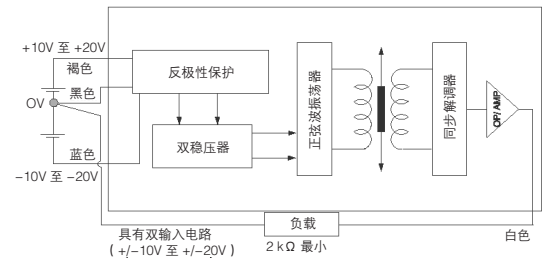 +10V 至 +20V
褐色
黑色
OV
蓝色
-10V 至 -20V
反极性保护
双稳压器
正弦波振荡器
同步解调器
OP/AMP
负载
2 kΩ 最小
白色
具有双输入电路
( +/-10V 至 +/-20V )